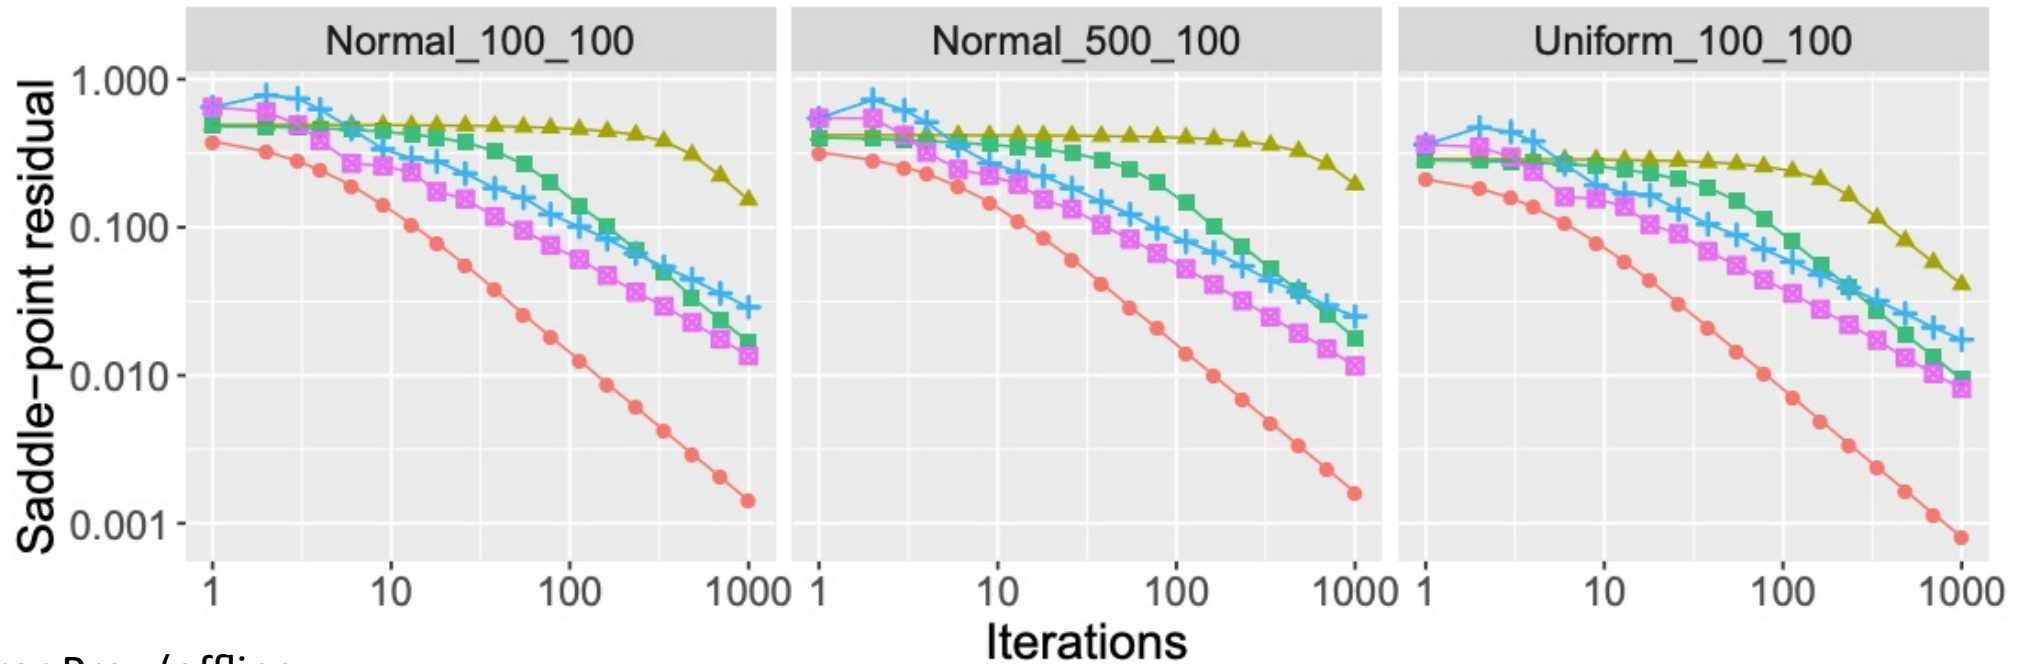 Normal_100_100 Normal_500_100 Uniform_100_100
Saddle-point residual
1.000
0.100
0.010
0.001
1 10 100 1000 1 10 100 1000 1 10 100 1000
Iterations